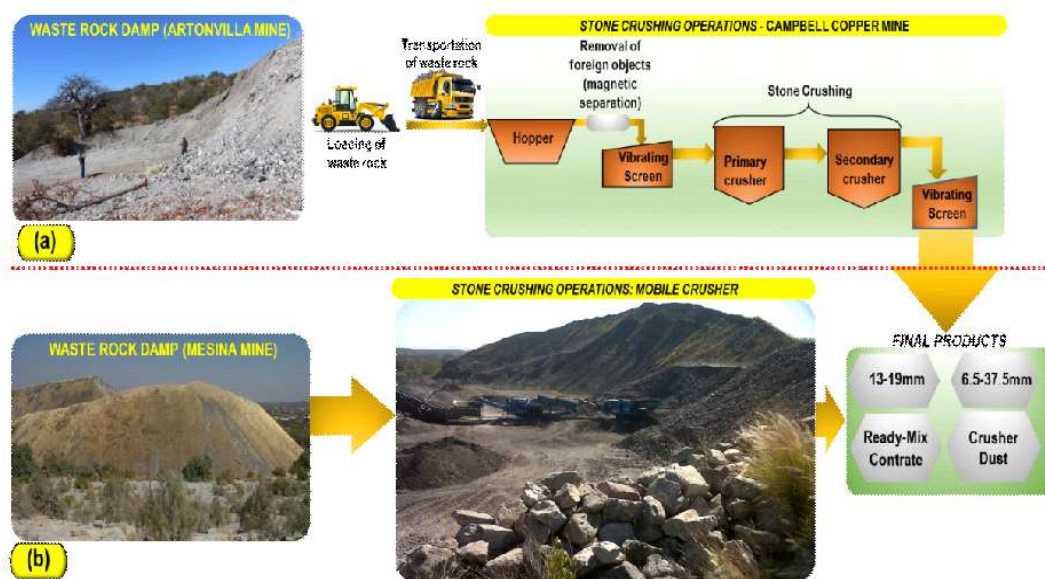 WASTE ROCK DAMP (ARTONVILLA MINE)
STONE CRUSHING OPERATIONS - CAMPBELL COPPER MINE
Transportation
of waste rock
Loading of
waste rock
Removal of
foreign objects
(magnetic
separation)
Stone Crushing
Hopper
Vibrating
Screen
Primary
crusher
Secondary
crusher
Vibrating
Screen
(a)
STONE CRUSHING OPERATIONS: MOBILE CRUSHER
WASTE ROCK DAMP (MESINA MINE)
FINAL PRODUCTS
13-19mm
6.5-37.5mm
Ready-Mix
Contrate
Crusher
Dust
(b)